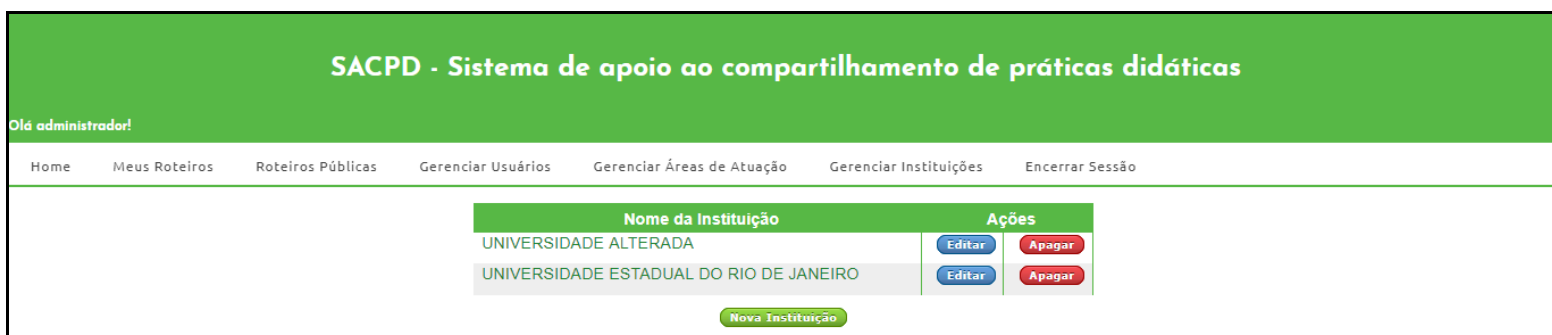 SACPD - Sistema de apoio ao compartilhamento de práticas didáticas
Olá administrador!
Home Meus Roteiros Roteiros Públicas Gerenciar Usuários Gerenciar Áreas de Atuação Gerenciar Instituições Encerrar Sessão
Nome da Instituição Ações
UNIVERSIDADE ALTERADA Editar Apagar
UNIVERSIDADE ESTADUAL DO RIO DE JANEIRO Editar Apagar
Nova Instituição